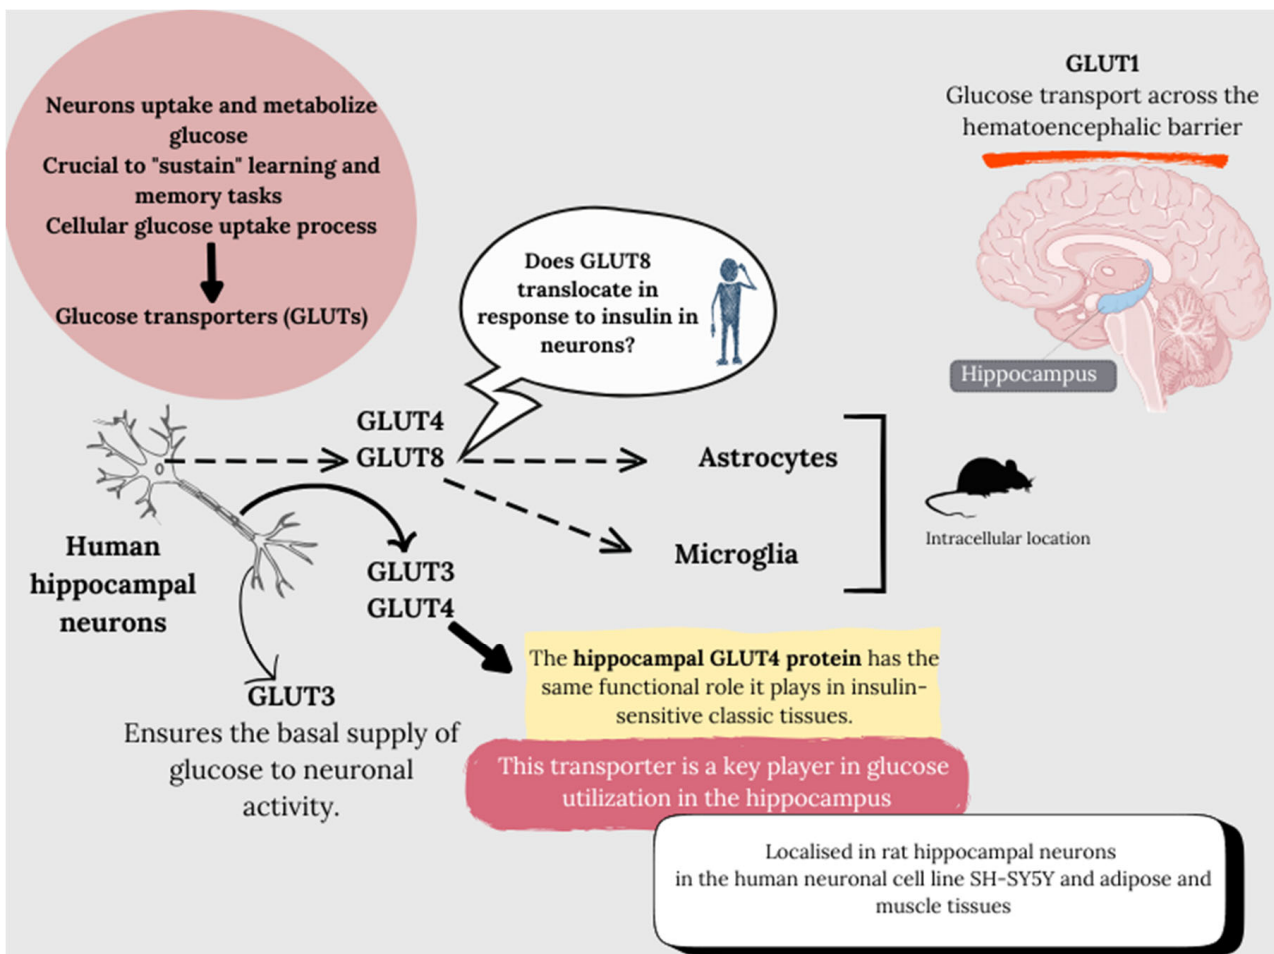 Neurons uptake and metabolize
glucose
Crucial to "sustain" learning and
memory tasks
Cellular glucose uptake process
Glucose transporters (GLUTs)
GLUT1
Glucose transport across the
hematoencephalic barrier
Hippocampus
Does GLUT8
translocate in
response to insulin in
neurons?
GLUT4
GLUT8
Astrocytes
Microglia
Intracellular location
Human
hippocampal
neurons
GLUT3
GLUT4
GLUT3
Ensures the basal supply of
glucose to neuronal
activity.
The hippocampal GLUT4 protein has the
same functional role it plays in insulin-
sensitive classic tissues.
This transporter is a key player in glucose
utilization in the hippocampus
Localised in rat hippocampal neurons
in the human neuronal cell line SH-SY5Y and adipose and
muscle tissues